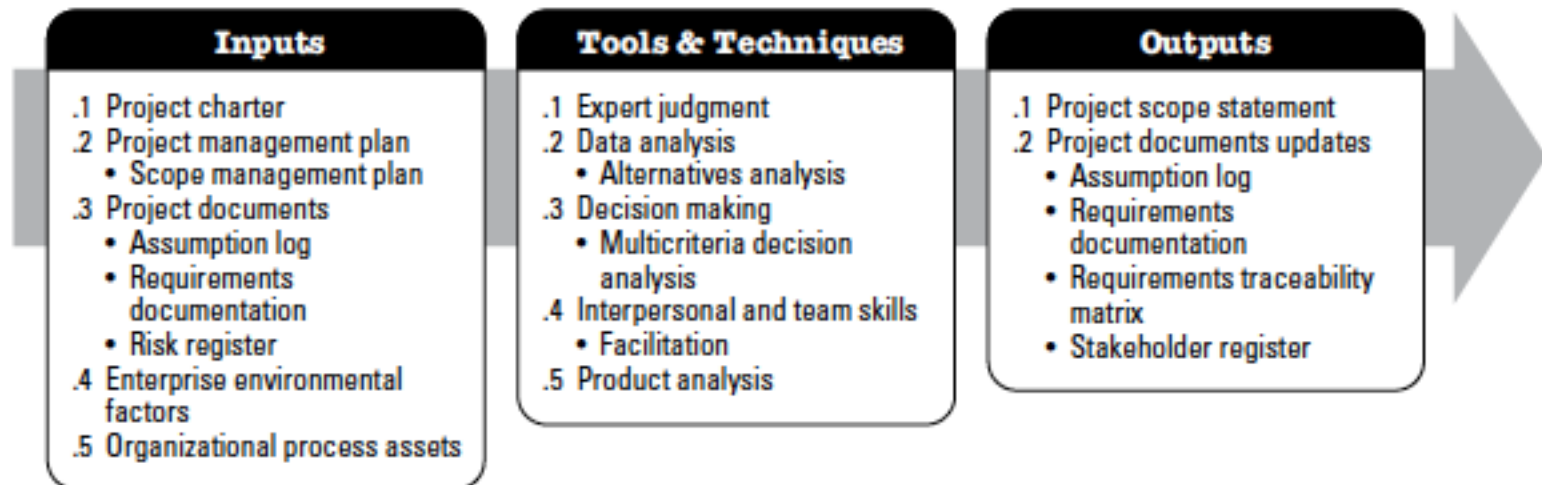 Inputs
.1 Project charter
.2 Project management plan
• Scope management plan
.3 Project documents
• Assumption log
• Requirements
documentation
• Risk register
.4 Enterprise environmental
factors
.5 Organizational process assets
Tools & Techniques
.1 Expert judgment
.2 Data analysis
• Alternatives analysis
.3 Decision making
• Multicriteria decision
analysis
.4 Interpersonal and team skills
• Facilitation
.5 Product analysis
Outputs
.1 Project scope statement
.2 Project documents updates
• Assumption log
• Requirements
documentation
• Requirements traceability
matrix
• Stakeholder register